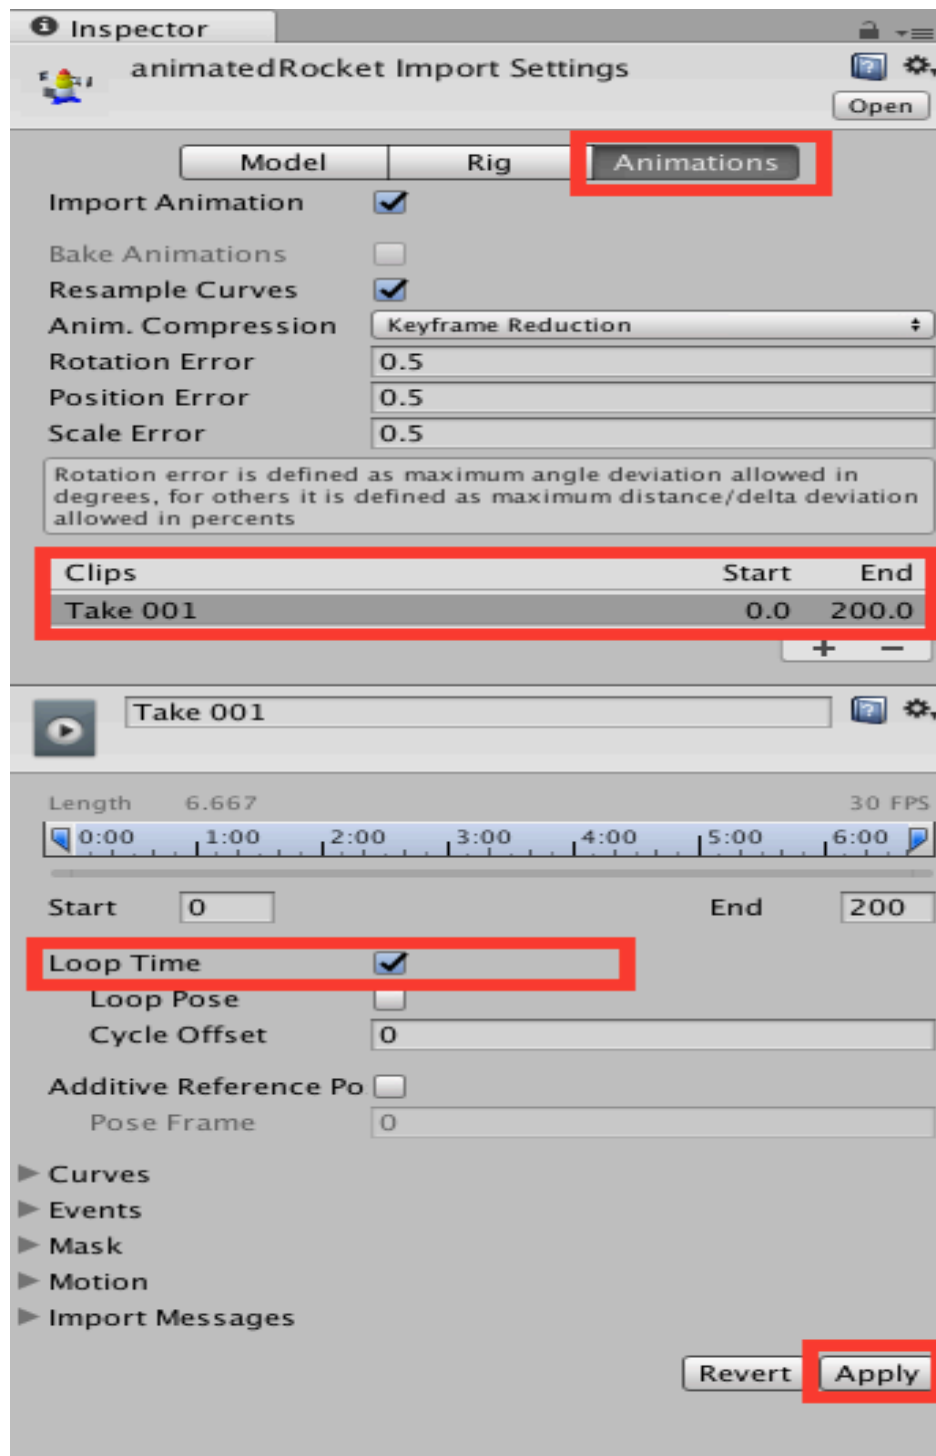 Inspector
animatedRocket Import Settings
Open
Model Rig Animations
Import Animation
Bake Animations
Resample Curves
Anim. Compression Keyframe Reduction
Rotation Error 0.5
Position Error 0.5
Scale Error 0.5
Rotation error is defined as maximum angle deviation allowed in
degrees, for others it is defined as maximum distance/delta deviation
allowed in percents
Clips Start End
Take 001 0.0 200.0
+ −
Take 001
Length 6.667 30 FPS
0:00 1:00 2:00 3:00 4:00 5:00 6:00
Start 0 End 200
Loop Time
Loop Pose
Cycle Offset 0
Additive Reference Po
Pose Frame 0
Curves
Events
Mask
Motion
Import Messages
Revert Apply